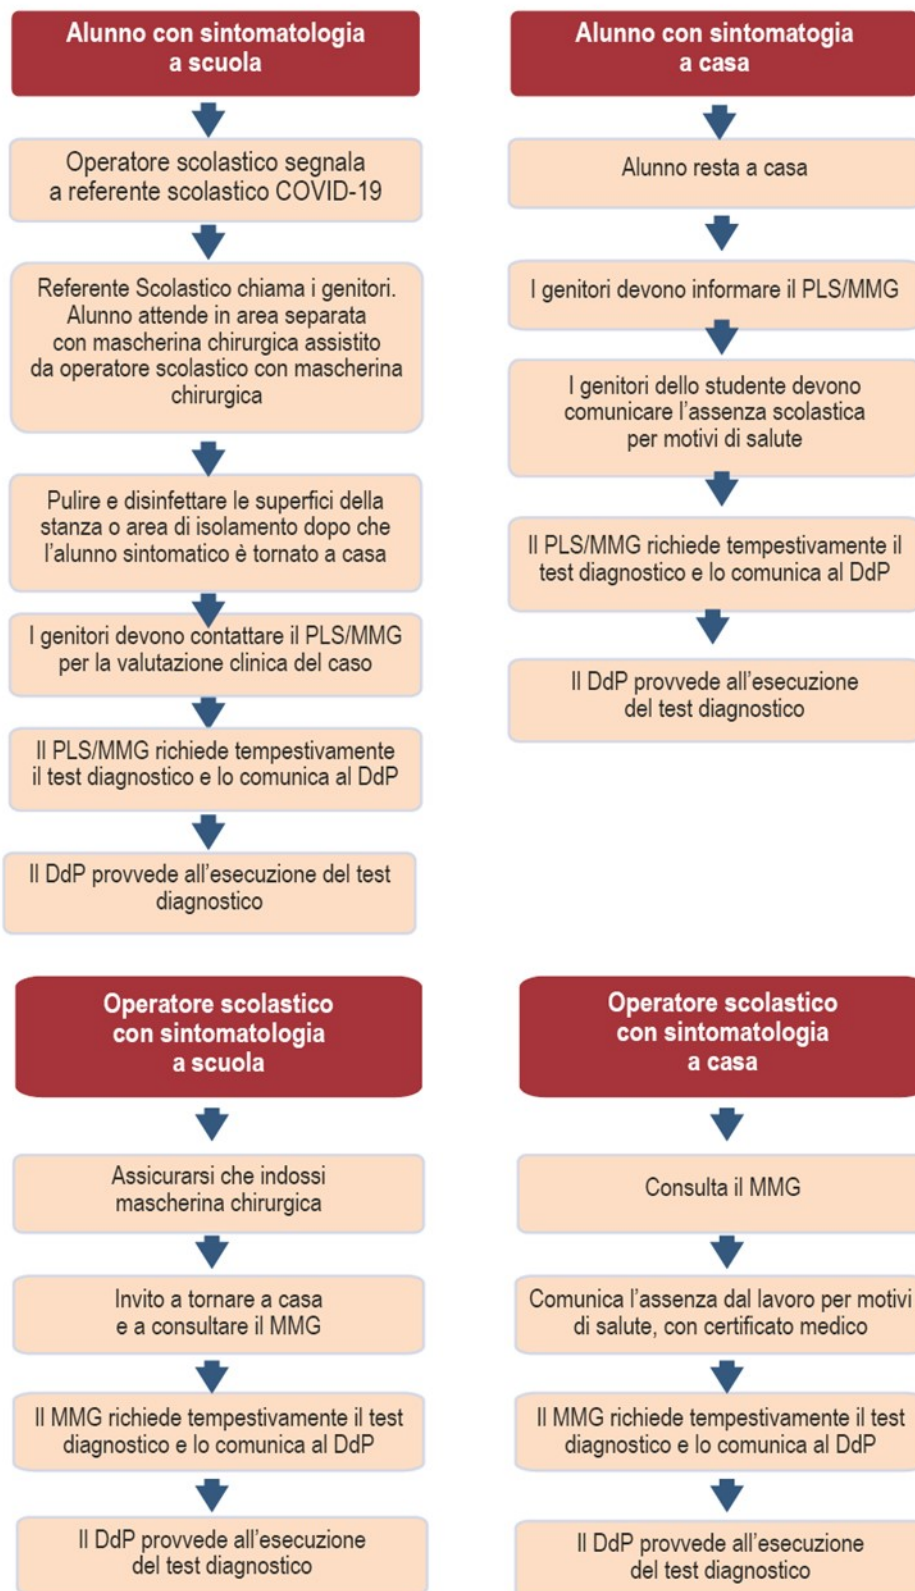 Alunno con sintomatologia
a scuola
Operatore scolastico segnala
a referente scolastico COVID-19
Referente Scolastico chiama i genitori.
Alunno attende in area separata
con mascherina chirurgica assistito
da operatore scolastico con mascherina
chirurgica
Pulire e disinfettare le superfici della
stanza o area di isolamento dopo che
l’alunno sintomatico è tornato a casa
I genitori devono contattare il PLS/MMG
per la valutazione clinica del caso
Il PLS/MMG richiede tempestivamente
il test diagnostico e lo comunica al DdP
Il DdP provvede all’esecuzione del test
diagnostico
Alunno con sintomatogia
a casa
Alunno resta a casa
I genitori devono informare il PLS/MMG
I genitori dello studente devono
comunicare l’assenza scolastica
per motivi di salute
Il PLS/MMG richiede tempestivamente il
test diagnostico e lo comunica al DdP
Il DdP provvede all’esecuzione
del test diagnostico
Operatore scolastico
con sintomatologia
a scuola
Assicurarsi che indossi
mascherina chirurgica
Invito a tornare a casa
e a consultare il MMG
Il MMG richiede tempestivamente il test
diagnostico e lo comunica al DdP
Il DdP provvede all’esecuzione
del test diagnostico
Operatore scolastico
con sintomatologia
a casa
Consulta il MMG
Comunica l’assenza dal lavoro per motivi
di salute, con certificato medico
Il MMG richiede tempestivamente il test
diagnostico e lo comunica al DdP
Il DdP provvede all’esecuzione
del test diagnostico